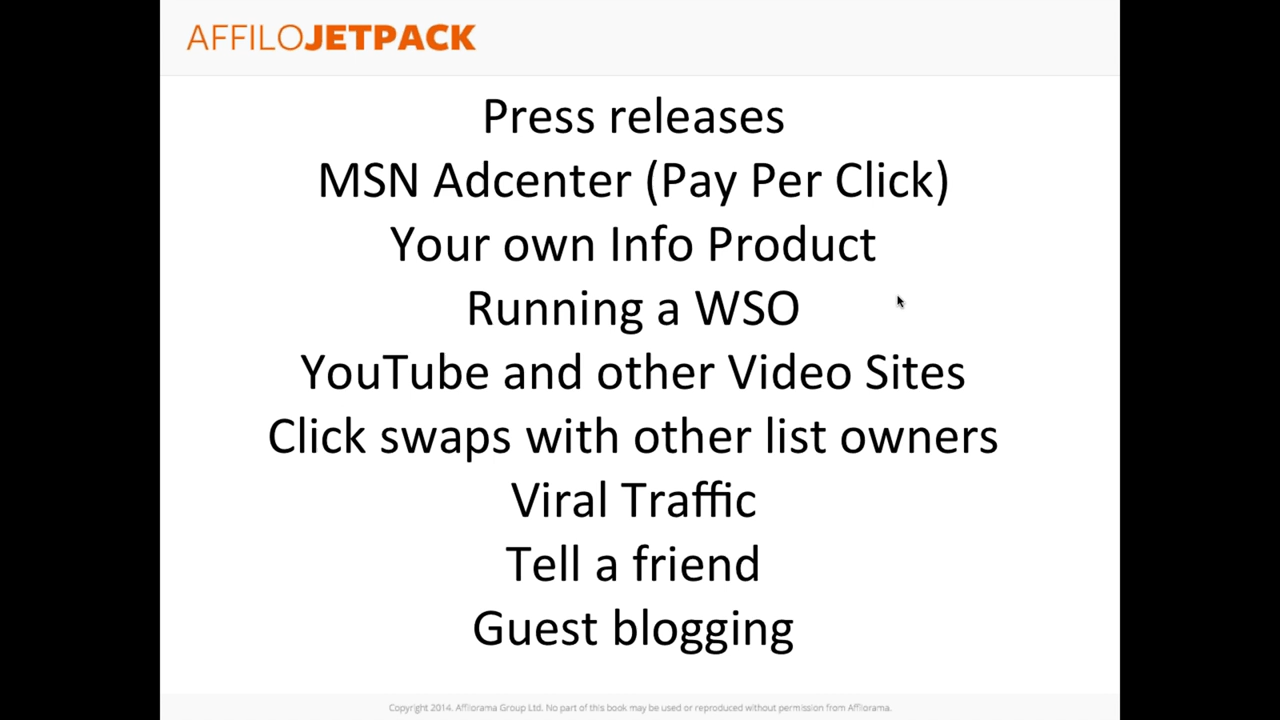 AFFILOJETPACK
Press releases
MSN Adcenter (Pay Per Click)
Your own Info Product
Running a WSO
YouTube and other Video Sites
Click swaps with other list owners
Viral Traffic
Tell a friend
Guest blogging
Copyright 2014. Affilorama Group Ltd. No part of this book may be used or reproduced without permission from Affilorama.